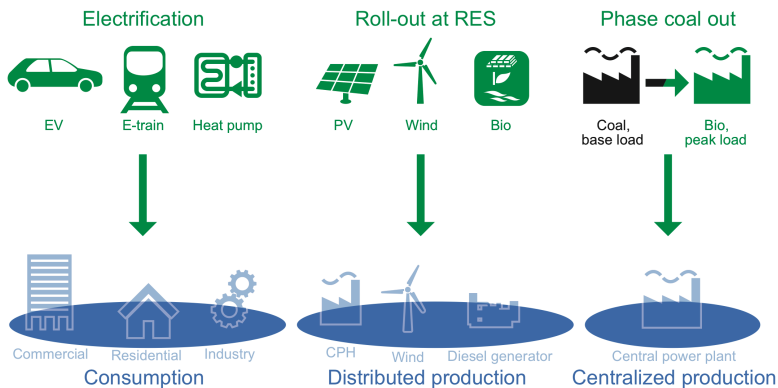 Electrification
Roll-out at RES
Phase coal out
EV
E-train
Heat pump
PV
Wind
Bio
Coal,
base load
Bio,
peak load
Commercial
Residential
Industry
CPH
Wind
Diesel generator
Central power plant
Consumption
Distributed production
Centralized production